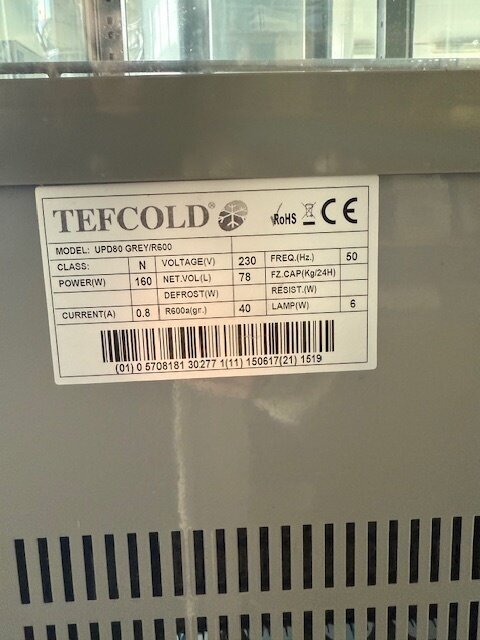 TEFCOLD®
RoHS CE
MODEL: UPD80 GREY/R600
CLASS: N VOLTAGE(V) 230 FREQ.(Hz.) 50
POWER(W) 160 NET.VOL(L) 78 FZ.CAP(Kg/24H)
DEFROST(W) RESIST.(W)
CURRENT(A) 0.8 R600a(gr.) 40 LAMP(W) 6
(01) 0 5708181 30277 1(11) 150617(21) 1519